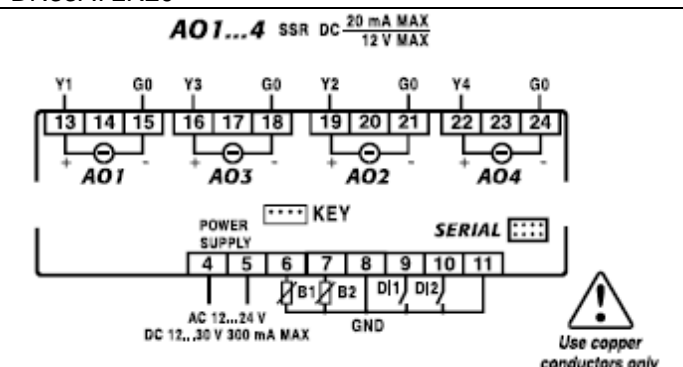 AO1...4 SSR DC 20 mA MAX
12 V MAX
Y1 G0 Y3 G0 Y2 G0 Y4 G0
13 14 15 16 17 18 19 20 21 22 23 24
+ - + - + - + -
AO1 AO3 AO2 AO4
KEY
POWER
SUPPLY
SERIAL
4 5 6 7 8 9 10 11
B1 B2 DI1 DI2
AC 12...24 V
DC 12...30 V 300 mA MAX
GND
Use copper
conductors only